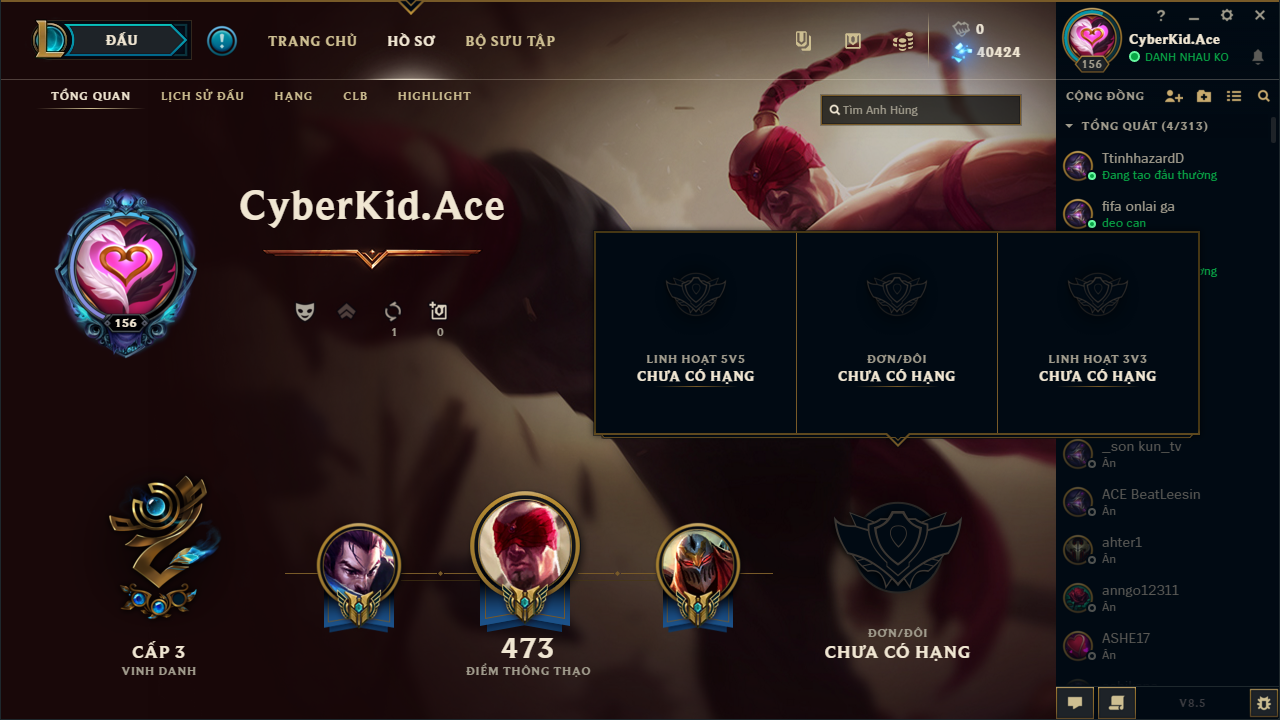 ĐẤU
TRANG CHỦ
HỒ SƠ
BỘ SƯU TẬP
0
40424
?
CyberKid.Ace
DANH NHAU KO
156
TỔNG QUAN
LỊCH SỬ ĐẤU
HẠNG
CLB
HIGHLIGHT
Tìm Anh Hùng
CỘNG ĐỒNG
TỔNG QUÁT (4/313)
TtinhhazardD
Đang tạo đấu thường
fifa onlai ga
deo can
CyberKid.Ace
156
1
0
LINH HOẠT 5V5
CHƯA CÓ HẠNG
ĐƠN/ĐÔI
CHƯA CÓ HẠNG
LINH HOẠT 3V3
CHƯA CÓ HẠNG
_son kun_tv
Ẩn
ACE BeatLeesin
Ẩn
ahter1
Ẩn
anngo12311
Ẩn
ASHE17
Ẩn
CẤP 3
VINH DANH
473
ĐIỂM THÔNG THẠO
ĐƠN/ĐÔI
CHƯA CÓ HẠNG
V8.5